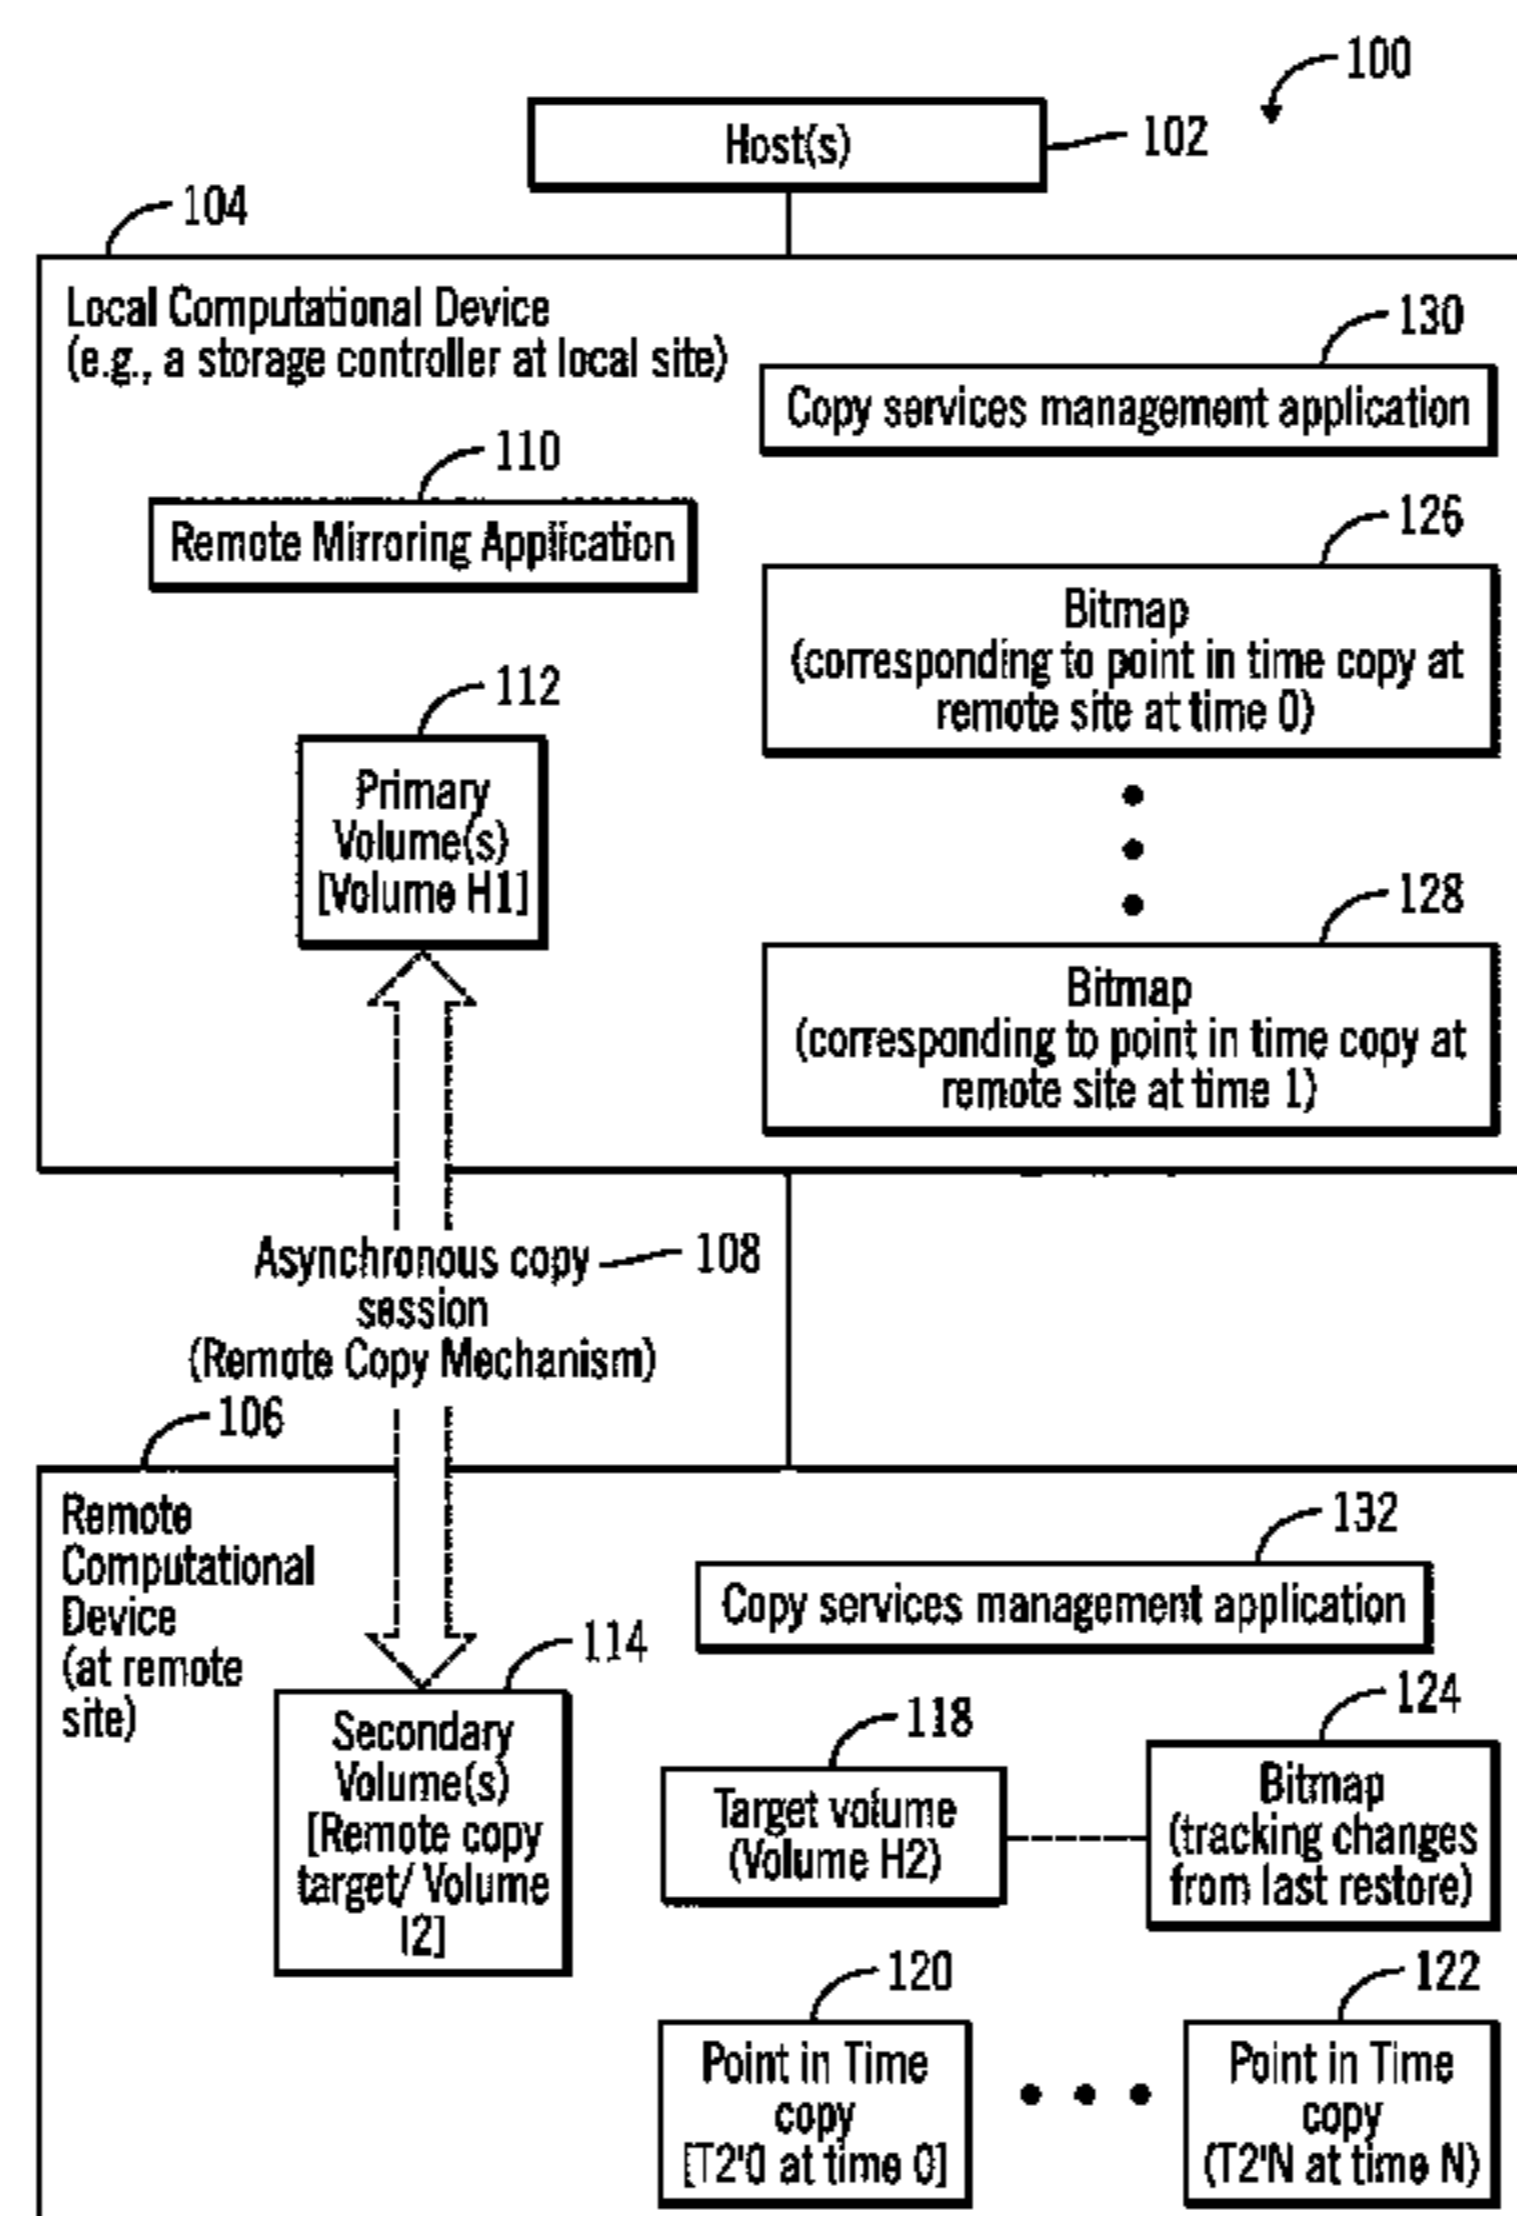 100
Host(s)
102
104
Local Computational Device
(e.g., a storage controller at local site)
130
Copy services management application
110
Remote Mirroring Application
126
Bitmap
(corresponding to point in time copy at
remote site at time 0)
112
Primary
Volume(s)
[Volume H1]
128
Bitmap
(corresponding to point in time copy at
remote site at time 1)
Asynchronous copy
session
(Remote Copy Mechanism)
108
106
Remote
Computational
Device
(at remote
site)
132
Copy services management application
114
Secondary
Volume(s)
[Remote copy
target/ Volume
I2]
118
Target volume
(Volume H2)
124
Bitmap
(tracking changes
from last restore)
120
Point in Time
copy
[T2'0 at time 0]
122
Point in Time
copy
(T2'N at time N)